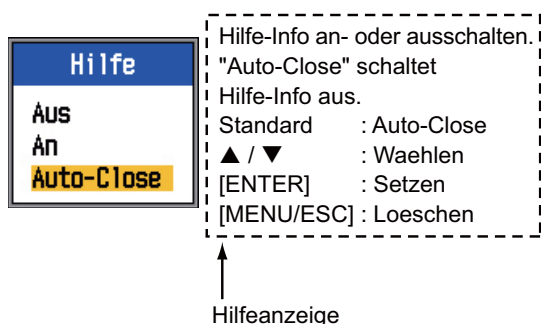 Hilfe
Aus
An
Auto-Close
Hilfe-Info an- oder ausschalten.
"Auto-Close" schaltet
Hilfe-Info aus.
Standard : Auto-Close
▲ / ▼ : Waehlen
[ENTER] : Setzen
[MENU/ESC] : Loeschen
Hilfeanzeige